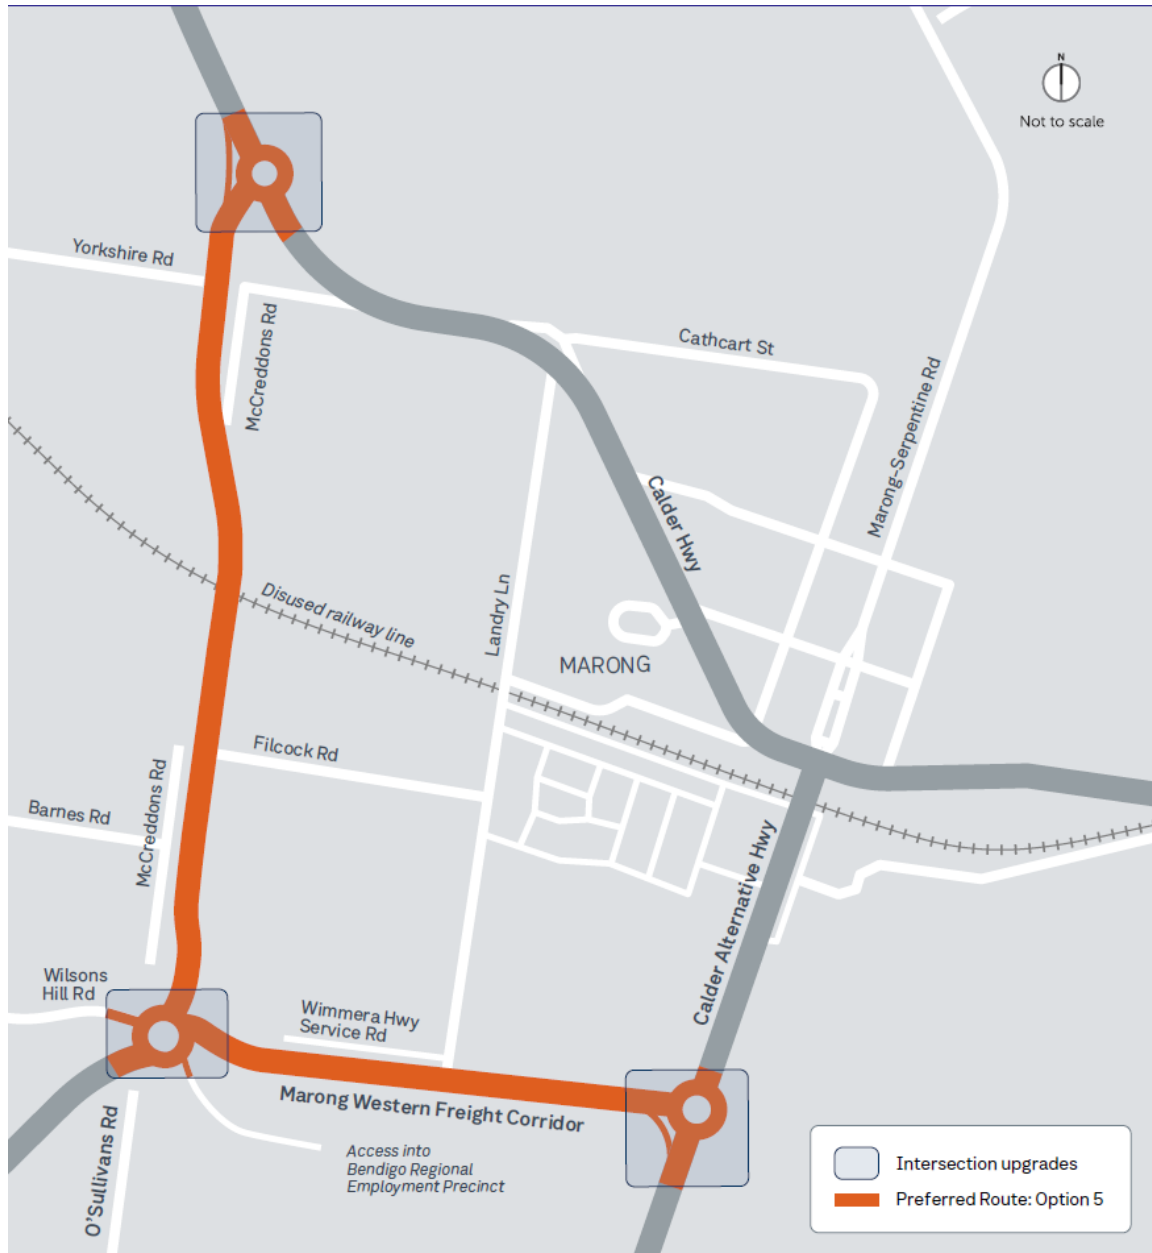 N
Not to scale
Yorkshire Rd
McCreddons Rd
Cathcart St
Marong-Serpentine Rd
Calder Hwy
Disused railway line
Landry Ln
MARONG
Filcock Rd
McCreddons Rd
Barnes Rd
Calder Alternative Hwy
Wilsons
Hill Rd
Wimmera Hwy
Service Rd
Marong Western Freight Corridor
O'Sullivans Rd
Access into
Bendigo Regional
Employment Precinct
Intersection upgrades
Preferred Route: Option 5